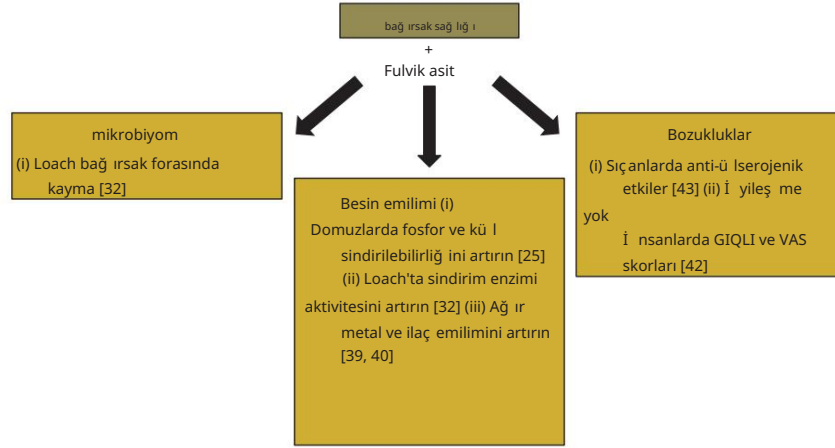 bağ ırsak sağ lığ ı
+
Fulvik asit
mikrobiyom
(i) Loach bağ ırsak forasında
kayma [32]
Besin emilimi (i)
Domuzlarda fosfor ve kü l
sindirilebilirliğ ini artırın [25]
(ii) Loach'ta sindirim enzimi
aktivitesini artırın [32] (iii) Ağ ır
metal ve ilaç emilimini artırın
[39, 40]
Bozukluklar
(i) Sıçanlarda anti-ü lserojenik
etkiler [43] (ii) İ yileş me
yok
İ nsanlarda GIQLI ve VAS
skorları [42]